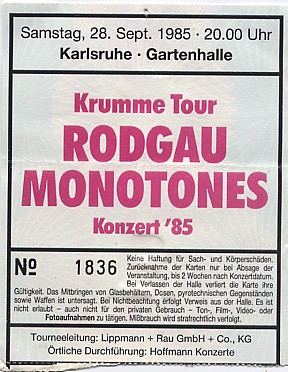 Samstag, 28. Sept. 1985 · 20.00 Uhr
Karlsruhe · Gartenhalle
Krumme Tour
RODGAU
MONOTONES
Konzert '85
Nº 1836
Keine Haftung für Sach- und Körperschäden.
Zurücknahme der Karten nur bei Absage der
Veranstaltung, bis 2 Wochen nach Konzertdatum.
Bei Verlassen der Halle verliert die Karte ihre
Gültigkeit. Das Mitbringen von Glasbehältern, Dosen, pyrotechnischen Gegenständen
sowie Waffen ist untersagt. Bei Nichtbeachtung erfolgt Verweis aus der Halle. Es ist
nicht erlaubt - auch nicht für den privaten Gebrauch - Ton-, Film-, Video- oder
Fotoaufnahmen zu tätigen. Mißbrauch wird strafrechtlich verfolgt.
Tourneeleitung: Lippmann + Rau GmbH + Co., KG
Örtliche Durchführung: Hoffmann Konzerte